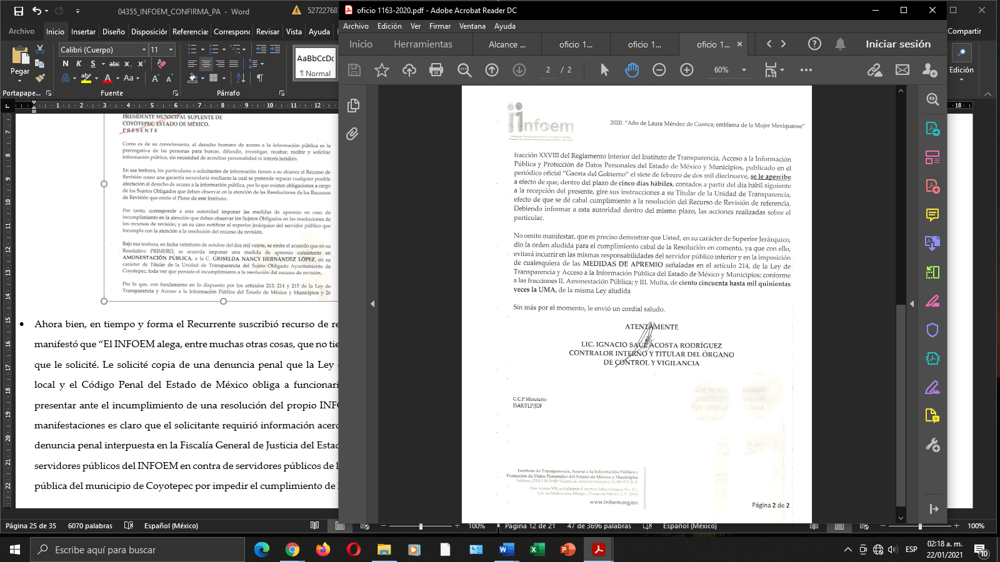 04355_INFOEM_CONFIRMA_PA - Word
Archivo
Inicio
Insertar
Diseño
Referencias
Revisar
Vista
Ayuda
Compartir
Pegar
Calibri (Cuerpo)
11
N K S abc x₂ x²
A Aa A A
AaBbCcDc
¶ Normal
Portapape...
Fuente
Párrafo
Edición
PRESIDENTE MUNICIPAL SUPLENTE DE
COYOTEPEC, ESTADO DE MÉXICO.
P R E S E N T E
Como es de su conocimiento, el derecho humano de acceso a la información pública es la
prerrogativa de las personas para buscar, difundir, investigar, recabar, recibir y solicitar
información pública, sin necesidad de acreditar personalidad ni interés jurídico.
En esa tesitura, los particulares o solicitantes de información tienen a su alcance el Recurso de
Revisión como una garantía secundaria mediante la cual se pretende reparar cualquier posible
afectación al derecho de acceso a la información pública, por lo que existen obligaciones a cargo
de los Sujetos Obligados que deben observar en la atención de las Resoluciones de los Recursos
de Revisión que emite el Pleno de este Instituto.
Por tanto, corresponde a esta autoridad imponer las medidas de apremio en caso de
incumplimiento en la atención que deben observar los Sujetos Obligados en las resoluciones de
los recursos de revisión; y en su caso notificar al superior jerárquico del servidor público que
incumpla con la atención a la resolución del recurso de revisión.
Bajo esa tesitura, en fecha veintiuno de octubre del dos mil veinte, se emite el acuerdo que en su
Resolutivo PRIMERO, se acuerda imponer una medida de apremio consistente en
AMONESTACIÓN PÚBLICA, a la C. GRISELDA NANCY HERNÁNDEZ LÓPEZ, en su
carácter de Titular de la Unidad de Transparencia del Sujeto Obligado Ayuntamiento de
Coyotepec, toda vez que persiste el incumplimiento a la resolución del recurso de revisión.
Por lo que, con fundamento en lo dispuesto por los artículos 213, 214 y 215 de la Ley de
Transparencia y Acceso a la Información Pública del Estado de México y Municipios y 26
• Ahora bien, en tiempo y forma el Recurrente suscribió recurso de
manifestó que “El INFOEM alega, entre muchas otras cosas, que no
que le solicité. Le solicité copia de una denuncia penal que la Ley
local y el Código Penal del Estado de México obliga a
presentar ante el incumplimiento de una resolución del propio
manifestaciones es claro que el solicitante requirió información
denuncia penal interpuesta en la Fiscalía General de Justicia del
servidores públicos del INFOEM en contra de servidores públicos de
pública del municipio de Coyotepec por impedir el cumplimiento de
Página 25 de 35
6070 palabras
Español (México)
100%
oficio 1163-2020.pdf - Adobe Acrobat Reader DC
Archivo Edición Ver Firmar Ventana Ayuda
Inicio
Herramientas
Alcance ...
oficio 1...
oficio 1...
oficio 1... ×
Iniciar sesión
2 / 2
60%
infoem
2020. “Año de Laura Méndez de Cuenca; emblema de la Mujer Mexiquense”
fracción XXVIII del Reglamento Interior del Instituto de Transparencia, Acceso a la Información
Pública y Protección de Datos Personales del Estado de México y Municipios, publicado en el
periódico oficial “Gaceta del Gobierno” el siete de febrero de dos mil diecinueve, se le apercibe
a efecto de que, dentro del plazo de cinco días hábiles, contados a partir del día hábil siguiente
a la recepción del presente, gire sus instrucciones a su Titular de la Unidad de Transparencia,
efecto de que se dé cabal cumplimiento a la resolución del Recurso de Revisión de referencia.
Debiendo informar a esta autoridad dentro del mismo plazo, las acciones realizadas sobre el
particular.
No omito manifestar, que es preciso demostrar que Usted, en su carácter de Superior Jerárquico,
dio la orden aludida para el cumplimiento cabal de la Resolución en comento, ya que con ello,
evitará incurrir en las mismas responsabilidades del servidor público inferior y en la imposición
de cualesquiera de las MEDIDAS DE APREMIO señaladas en el artículo 214, de la Ley de
Transparencia y Acceso a la Información Pública del Estado de México y Municipios; conforme
a las fracciones II. Amonestación Pública; y III. Multa, de ciento cincuenta hasta mil quinientas
veces la UMA, de la misma Ley aludida
Sin más por el momento, le envió un cordial saludo.
ATENTAMENTE
LIC. IGNACIO SAUL ACOSTA RODRÍGUEZ
CONTRALOR INTERNO Y TITULAR DEL ÓRGANO
DE CONTROL Y VIGILANCIA
C.C.P Minutario
ISAR/FLP/JDF
Instituto de Transparencia, Acceso a la Información Pública y
Protección de Datos Personales del Estado de México y Municipios
www.infoem.org.mx
Página 2 de 2
Página 12 de 21
47 de 3696 palabras
Español (México)
100%
Escribe aquí para buscar
ESP
02:18 a. m.
22/01/2021
10